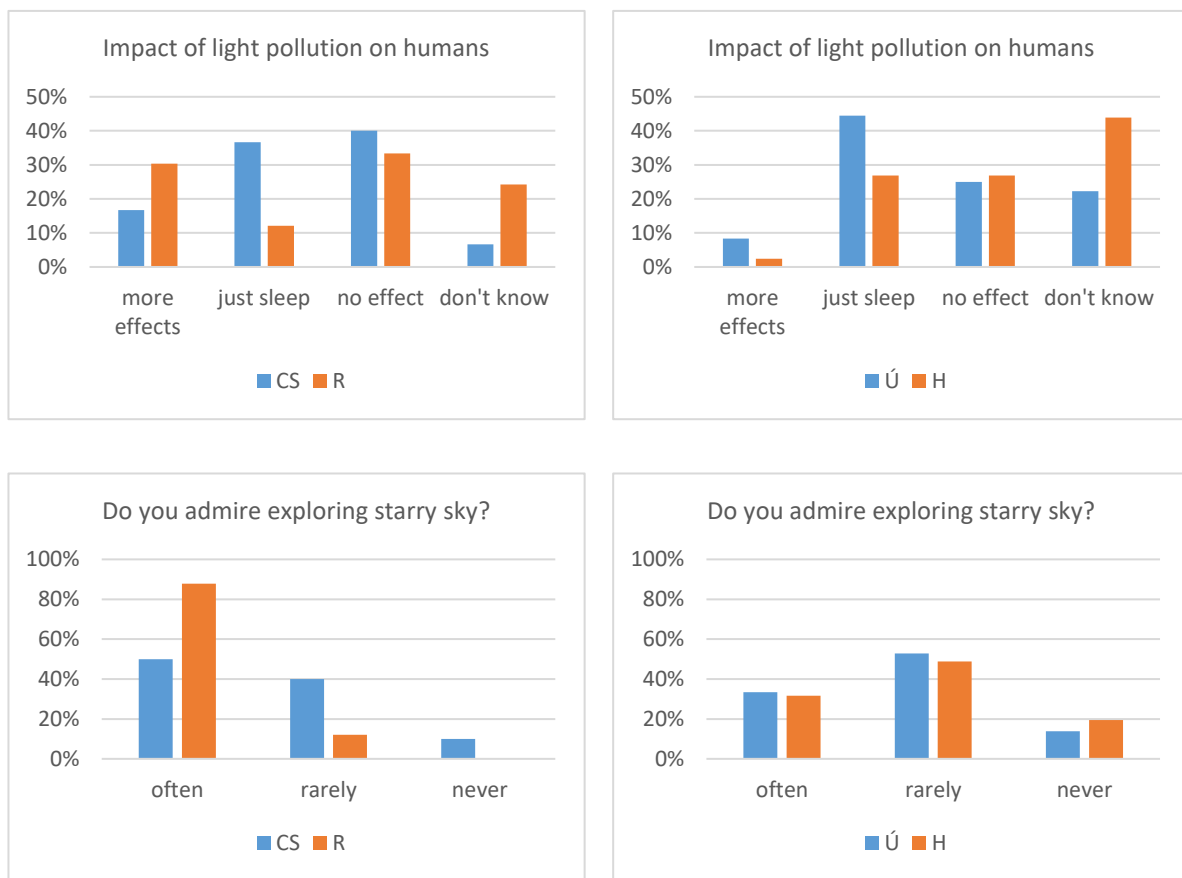 Impact of light pollution on humans
50%
40%
30%
20%
10%
0%
more effects
just sleep
no effect
don't know
CS R
Impact of light pollution on humans
50%
40%
30%
20%
10%
0%
more effects
just sleep
no effect
don't know
Ú H
Do you admire exploring starry sky?
100%
80%
60%
40%
20%
0%
often rarely never
CS R
Do you admire exploring starry sky?
100%
80%
60%
40%
20%
0%
often rarely never
Ú H